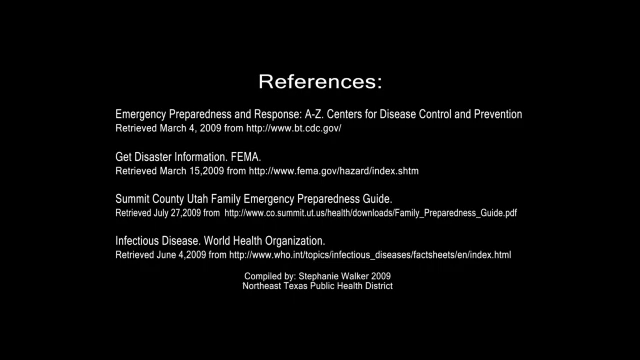 References:
Emergency Preparedness and Response: A-Z. Centers for Disease Control and Prevention
Retrieved March 4, 2009 from http://www.bt.cdc.gov/
Get Disaster Information. FEMA.
Retrieved March 15,2009 from http://www.fema.gov/hazard/index.shtm
Summit County Utah Family Emergency Preparedness Guide.
Retrieved July 27,2009 from http://www.co.summit.ut.us/health/downloads/Family_Preparedness_Guide.pdf
Infectious Disease. World Health Organization.
Retrieved June 4,2009 from http://www.who.int/topics/infectious_diseases/factsheets/en/index.html
Compiled by: Stephanie Walker 2009
Northeast Texas Public Health District